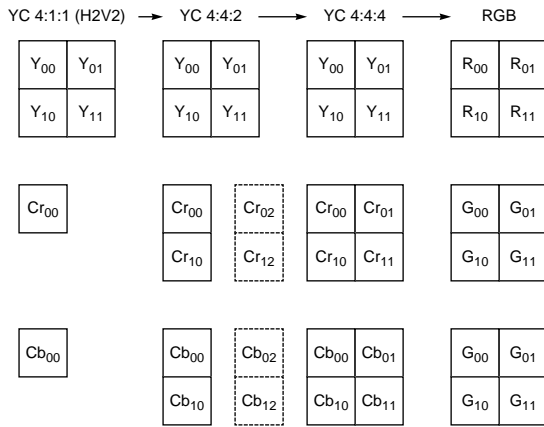 YC 4:1:1 (H2V2) YC 4:4:2 YC 4:4:4 RGB
Y00 Y01 Y00 Y01 Y00 Y01 R00 R01
Y10 Y11 Y10 Y11 Y10 Y11 R10 R11
Cr00 Cr00 Cr02 Cr00 Cr01 G00 G01
Cr10 Cr12 Cr10 Cr11 G10 G11
Cb00 Cb00 Cb02 Cb00 Cb01 G00 G01
Cb10 Cb12 Cb10 Cb11 G10 G11